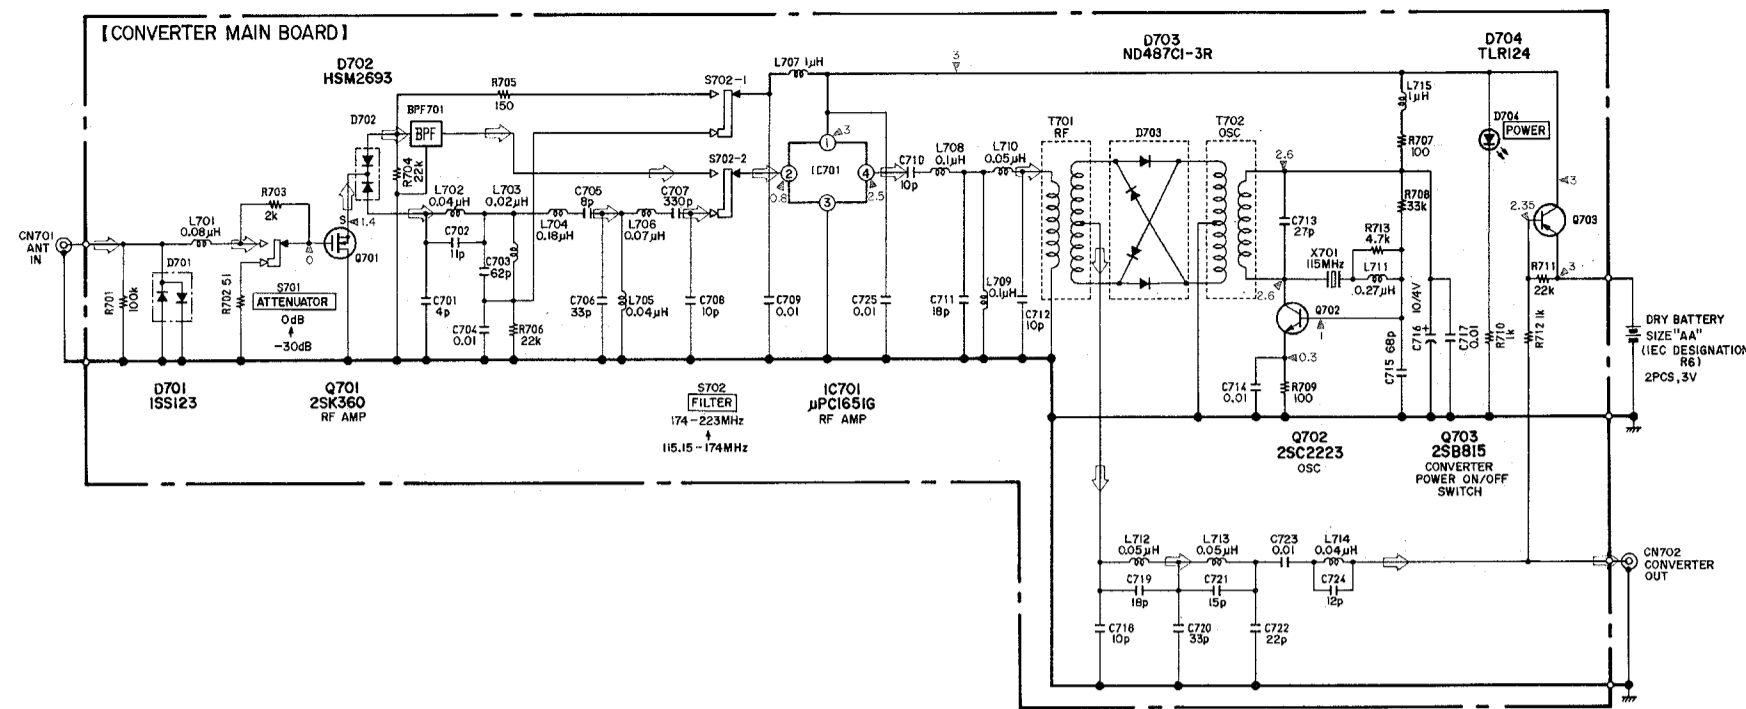 [CONVERTER MAIN BOARD]
D702
HSM2693
D702
R705
150
BPF701
BPF
R704
22k
S702-1
S702-2
L707 1µH
3
3
1
2
3
4
IC701
0.8
2.5
C710
10p
L708
0.1µH
L710
0.05µH
T701
RF
D703
ND487C1-3R
D703
T702
OSC
D704
TLR124
L715
1µH
D704
POWER
R707
100
2.6
R708
33k
C713
27p
R713
4.7k
X701
115MHz
L711
0.27µH
2.6
Q702
1
0.3
2.35
3
Q703
R711
22k
3
CN701
ANT
IN
L701
0.08µH
R703
2k
0
S
1.4
Q701
D701
R701
100k
R702 51
S701
ATTENUATOR
0dB
-30dB
L702
0.04µH
L703
0.02µH
C702
11p
C703
62p
C701
4p
C704
0.01
R706
22k
L704
0.18µH
C705
8p
L706
0.07µH
C707
330p
C706
33p
L705
0.04µH
C708
10p
C709
0.01
C725
0.01
C711
18p
L709
0.1µH
C712
10p
C714
0.01
R709
100
C715 68p
C716
10/4V
+
C717
0.01
R710
1k
R712 1k
DRY BATTERY
SIZE"AA"
(IEC DESIGNATION
R6)
2PCS,3V
D701
1SS123
Q701
2SK360
RF AMP
S702
FILTER
174-223MHz
115.15-174MHz
IC701
µPC1651G
RF AMP
Q702
2SC2223
OSC
Q703
2SB815
CONVERTER
POWER ON/OFF
SWITCH
L712
0.05µH
L713
0.05µH
C723
0.01
L714
0.04µH
C719
18p
C721
15p
C724
12p
C718
10p
C720
33p
C722
22p
CN702
CONVERTER
OUT